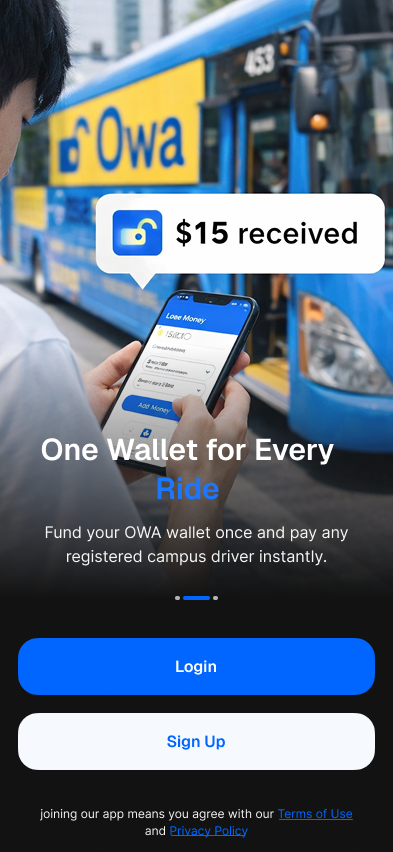 453
Owa
$15 received
Lose Money
Add Money
One Wallet for Every
Ride
Fund your OWA wallet once and pay any
registered campus driver instantly.
Login
Sign Up
joining our app means you agree with our Terms of Use
and Privacy Policy